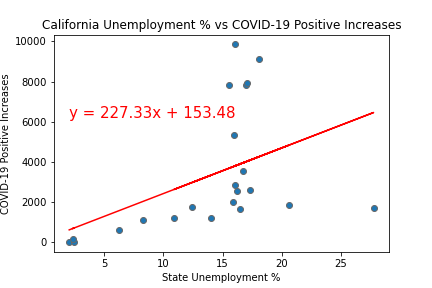 California Unemployment % vs COVID-19 Positive Increases
COVID-19 Positive Increases
10000
8000
6000
4000
2000
0
y = 227.33x + 153.48
5
10
15
20
25
State Unemployment %